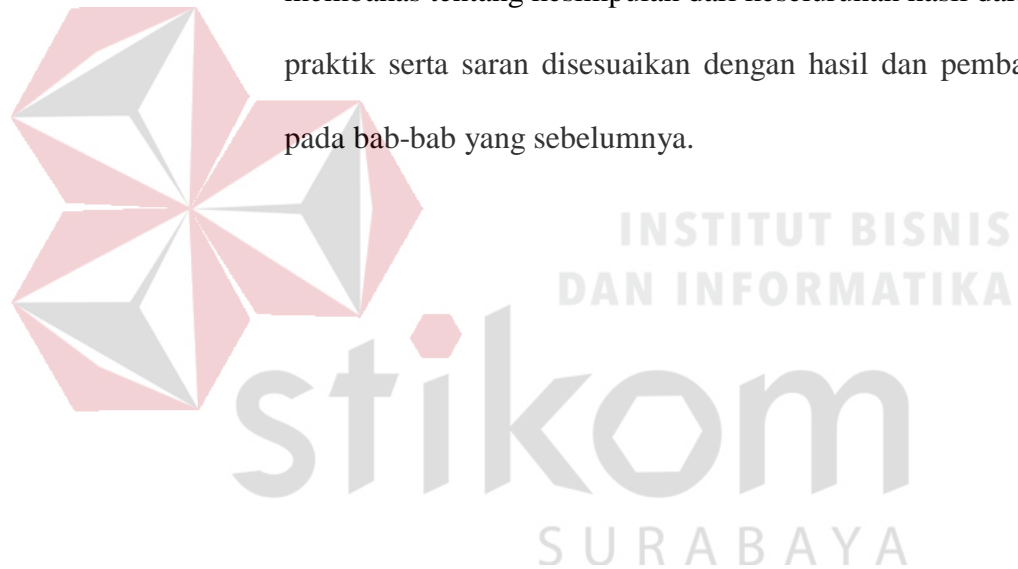 praktik serta saran disesuaikan dengan hasil dan pemba
pada bab-bab yang sebelumnya.
INSTITUT BISNIS
DAN INFORMATIKA
stikom
SURABAYA